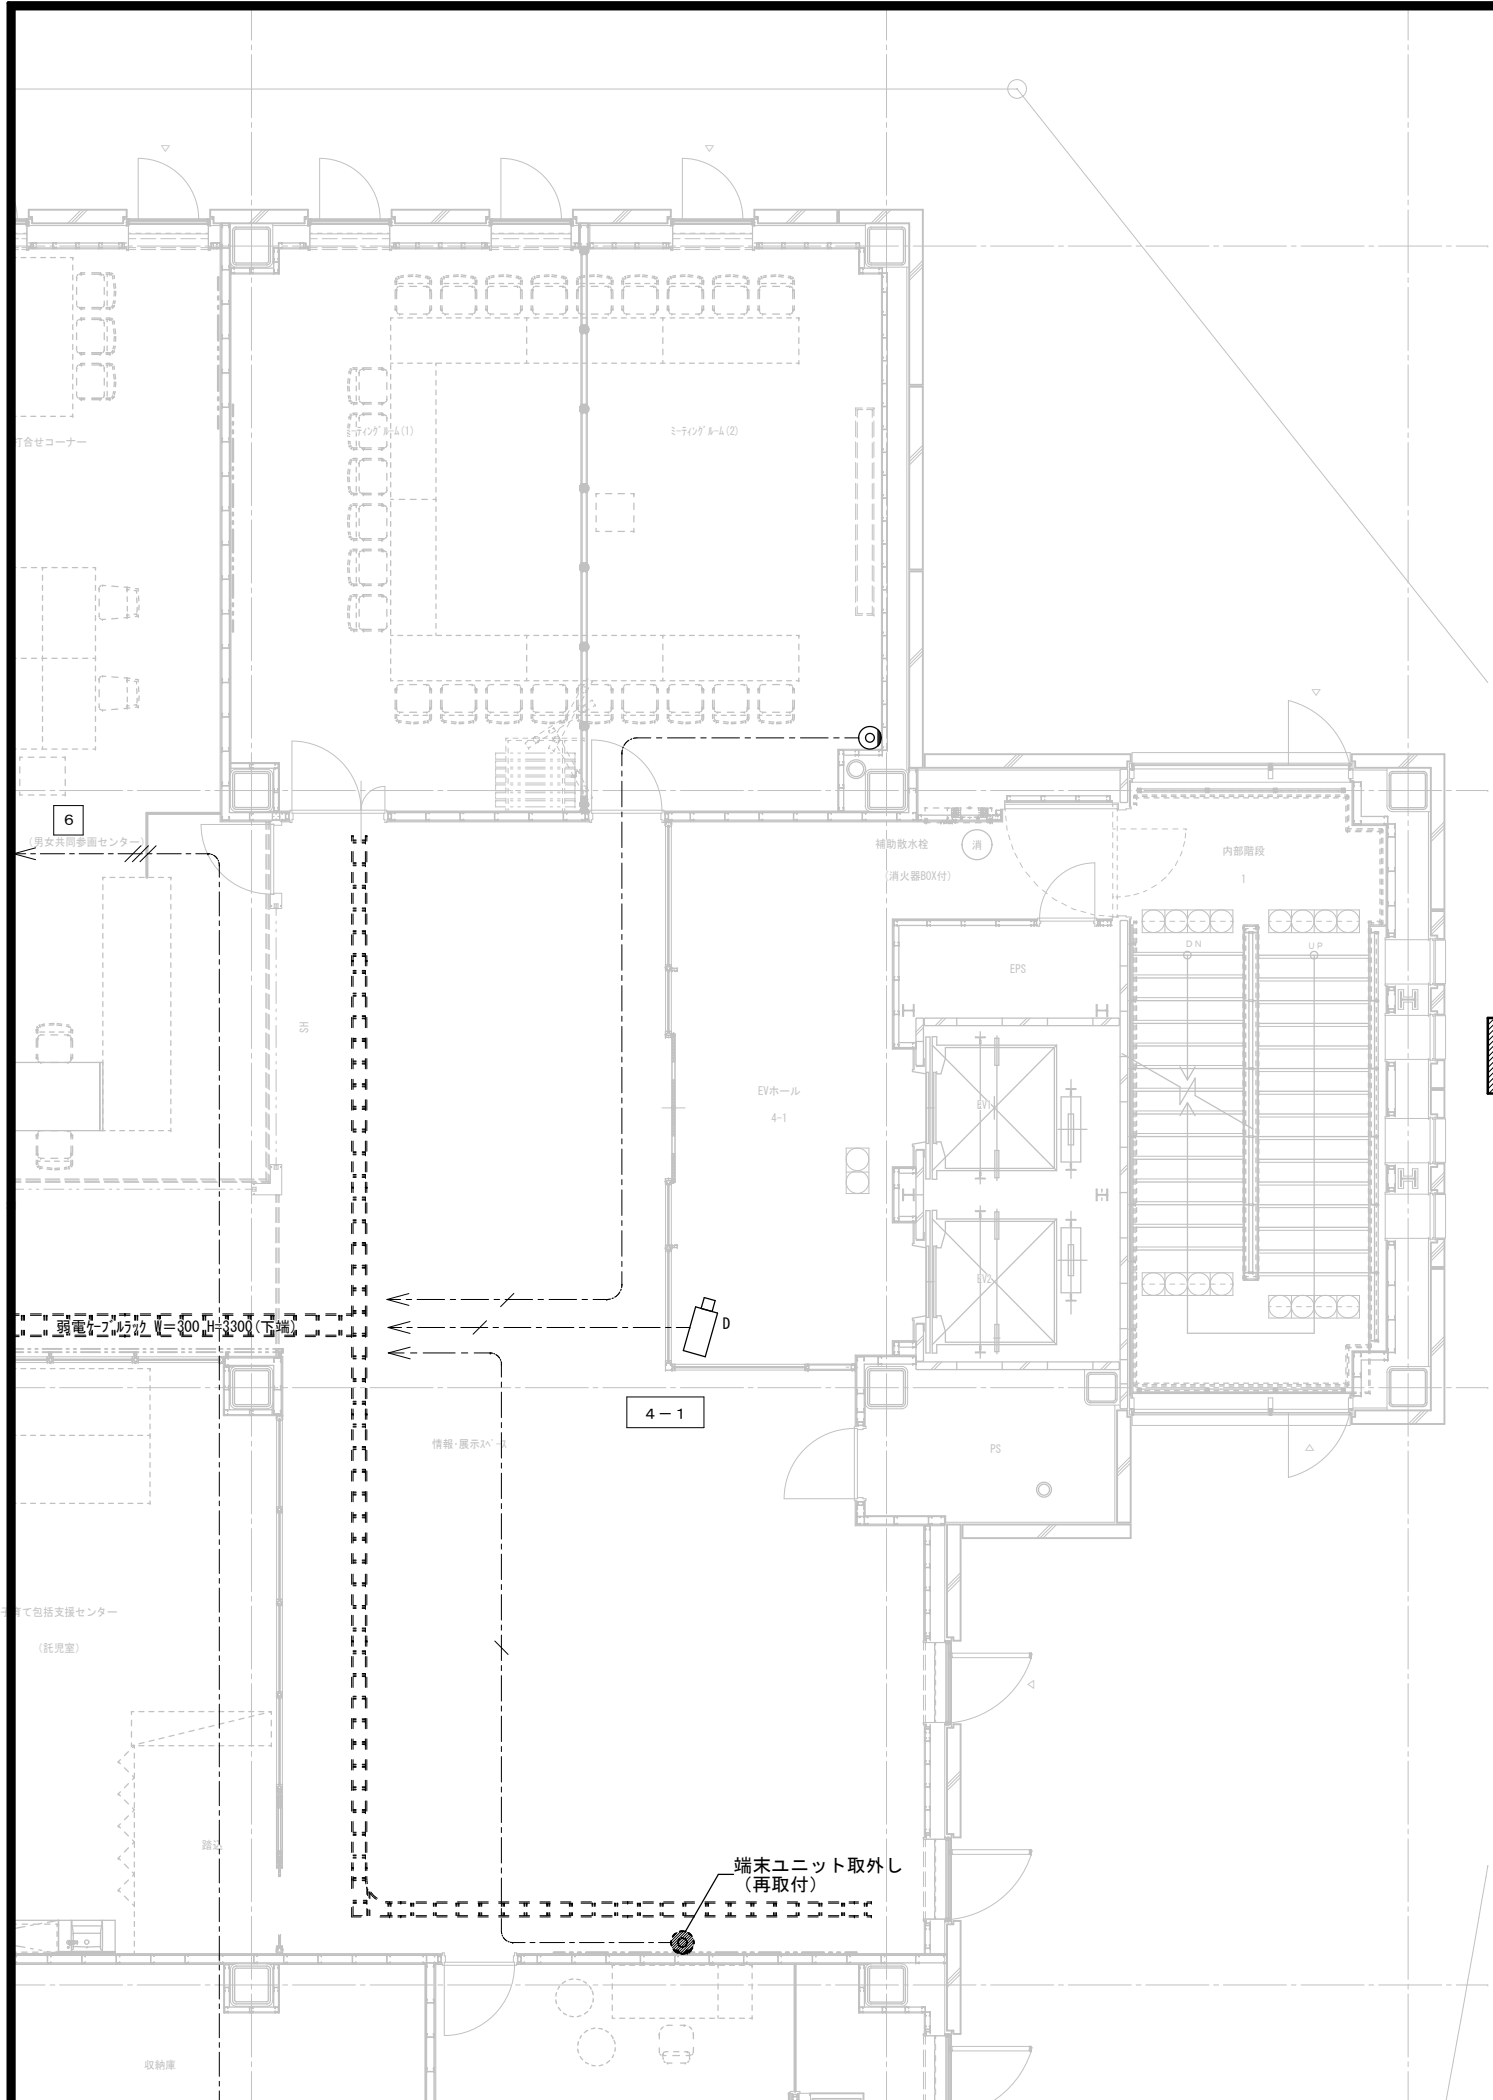 打合せコーナー
ミーティングルーム(1)
ミーティングルーム(2)
6
(男女共同参画センター)
補助散水栓
消
(消火器BOX付)
内部階段
1
DN
UP
EPS
SH
EVホール
4-1
EV1
EV2
弱電ケーブルラック W=300 H=3300(下端)
D
4-1
情報・展示スペース
PS
子育て包括支援センター
(託児室)
踏込
端末ユニット取外し
(再取付)
収納庫